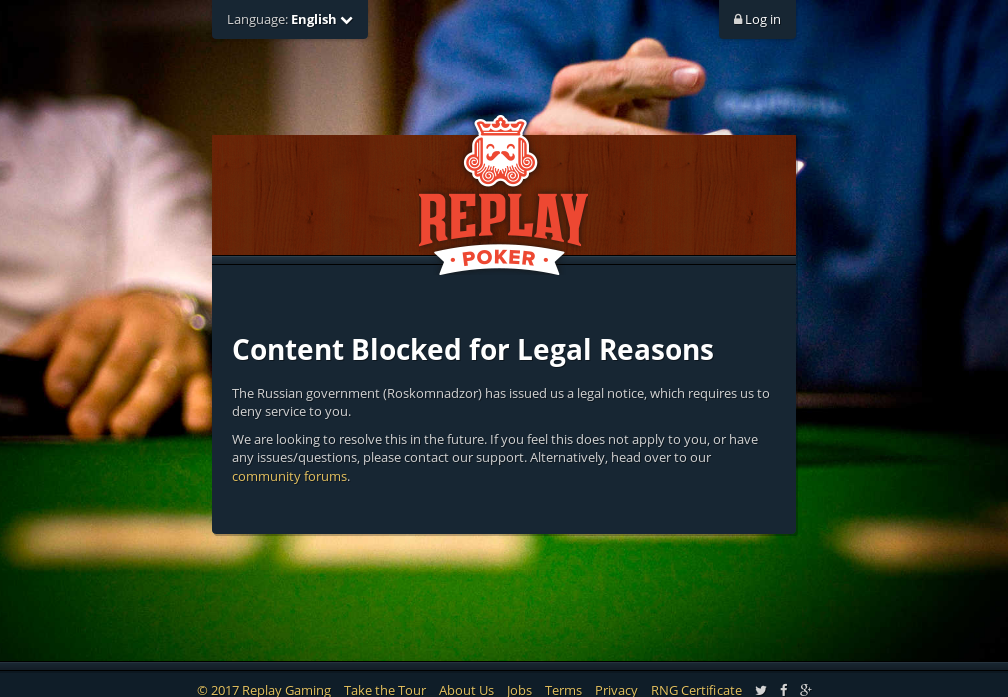 Language: English
Log in
REPLAY
POKER
Content Blocked for Legal Reasons
The Russian government (Roskomnadzor) has issued us a legal notice, which requires us to
deny service to you.
We are looking to resolve this in the future. If you feel this does not apply to you, or have
any issues/questions, please contact our support. Alternatively, head over to our
community forums.
© 2017 Replay Gaming Take the Tour About Us Jobs Terms Privacy RNG Certificate